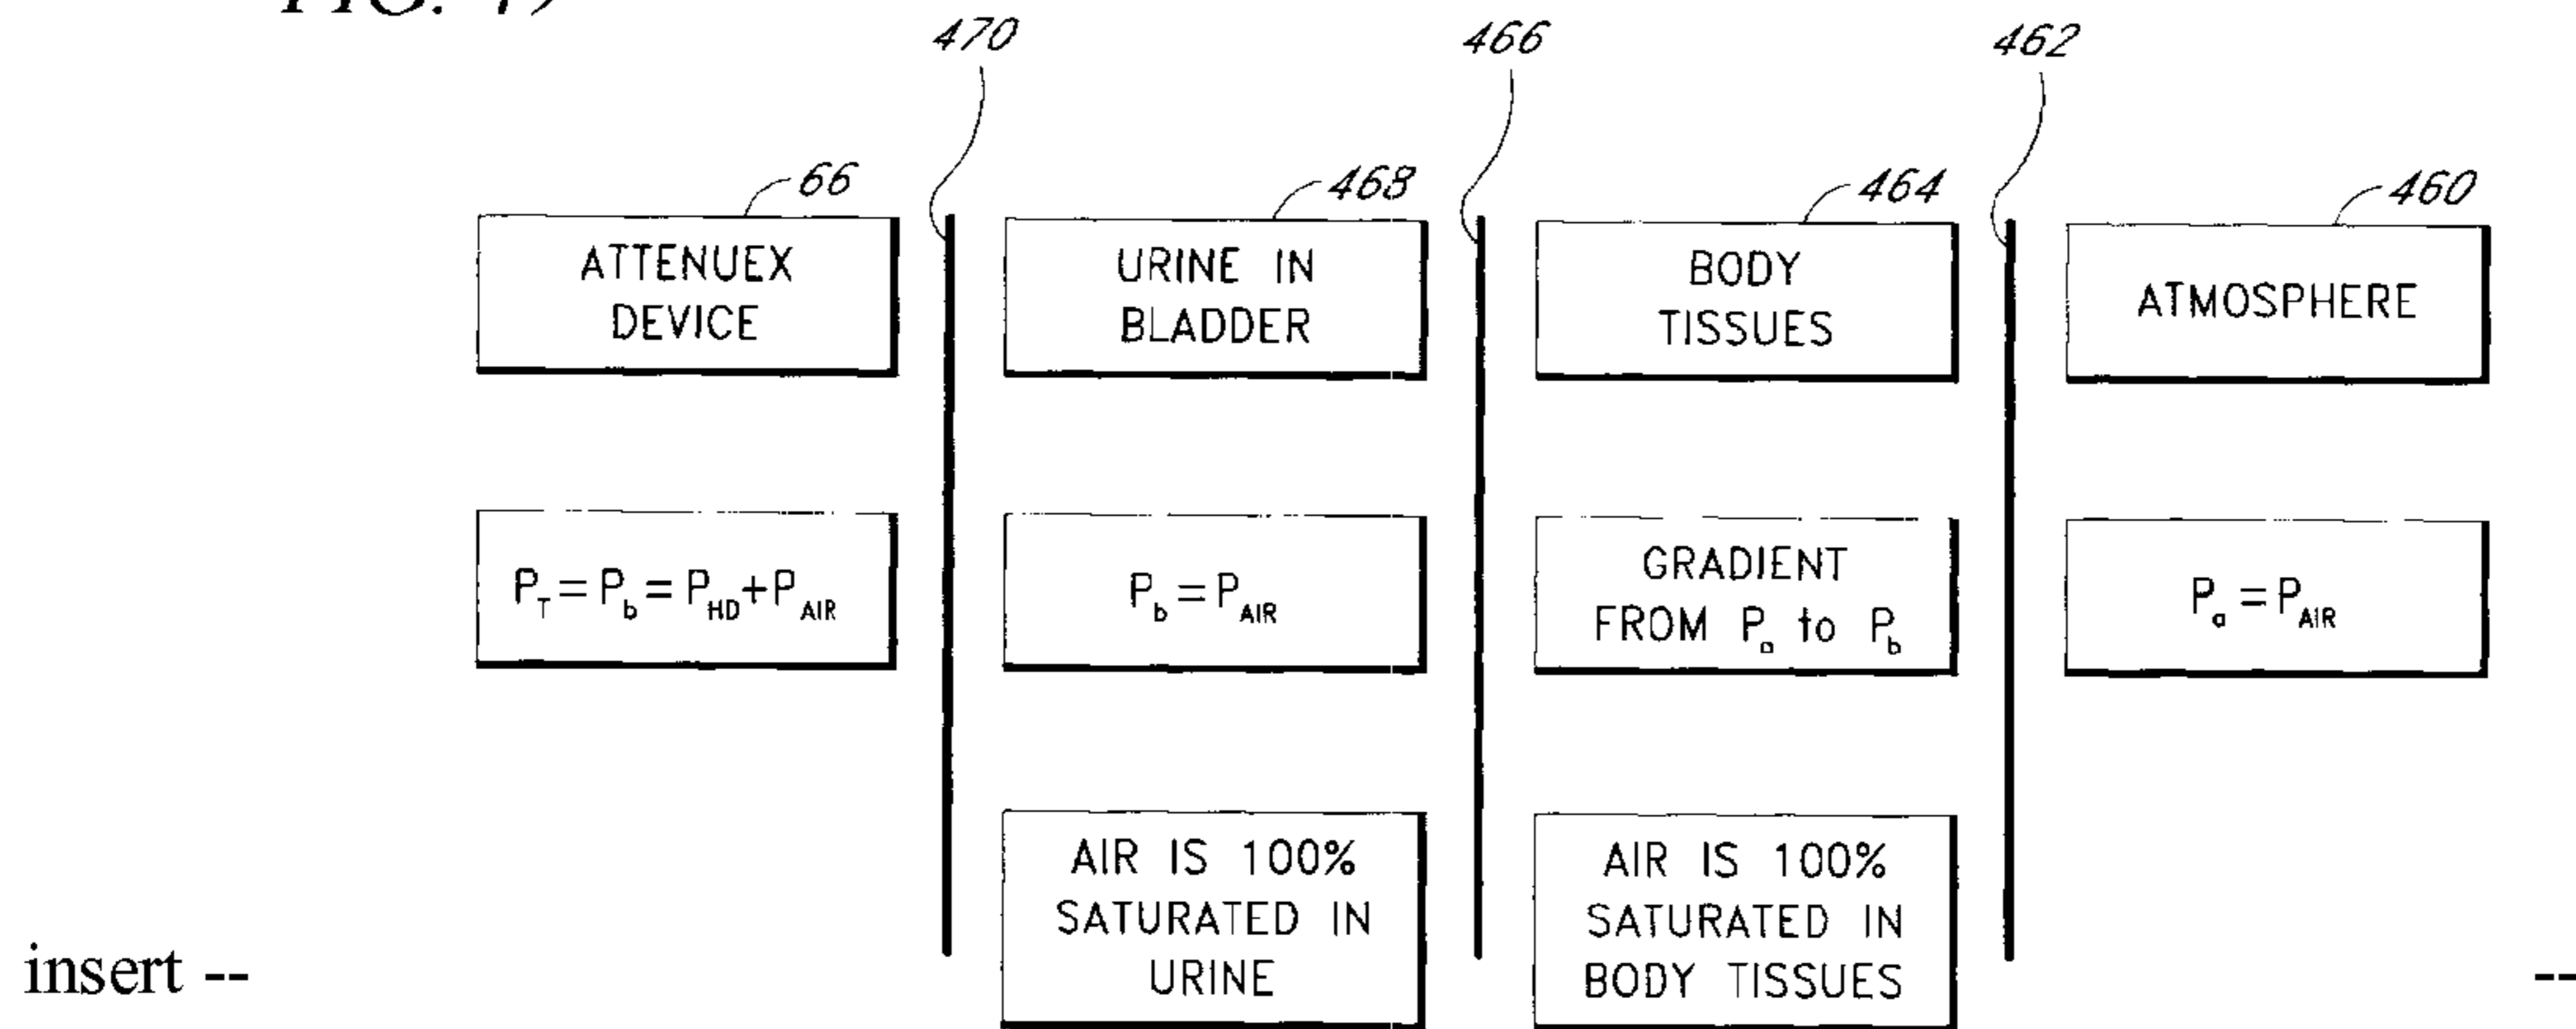 FIG. 49
470 466 462
66 468 464 460
ATTENUEX
DEVICE
URINE IN
BLADDER
BODY
TISSUES
ATMOSPHERE
P_T = P_b = P_HD + P_AIR
P_b = P_AIR
GRADIENT
FROM P_a to P_b
P_a = P_AIR
AIR IS 100%
SATURATED IN
URINE
AIR IS 100%
SATURATED IN
BODY TISSUES
insert --
--